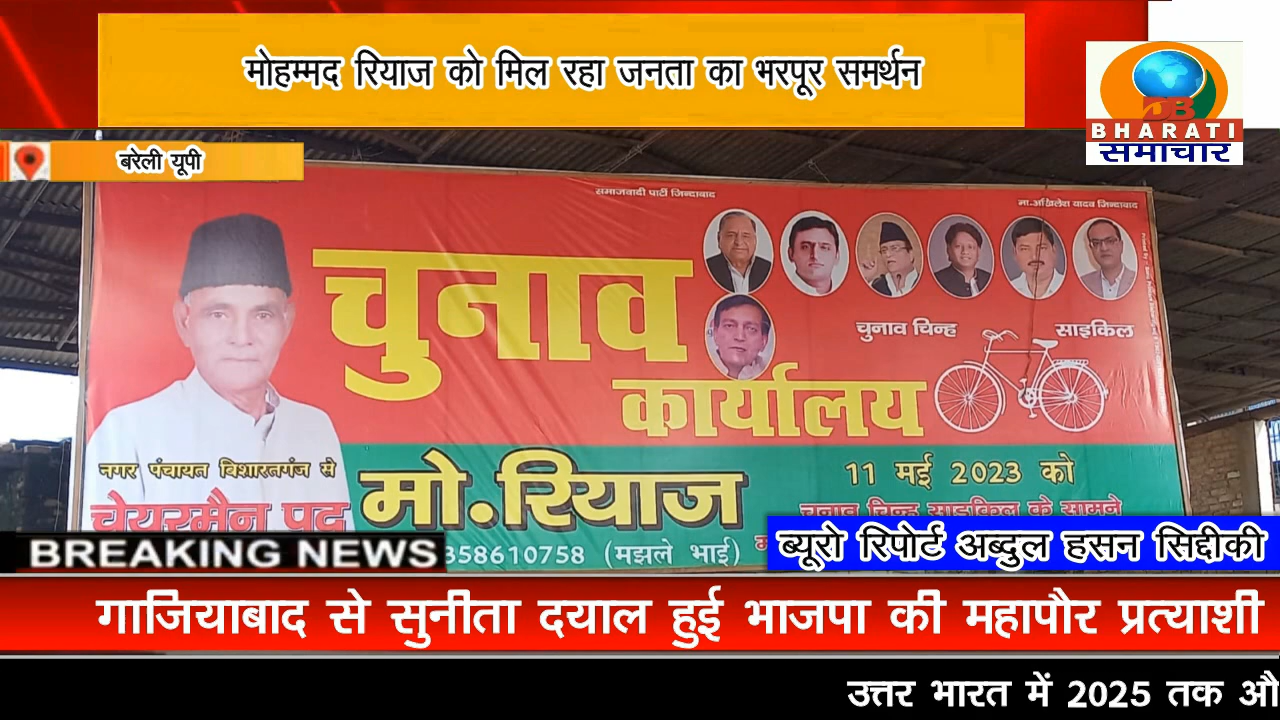 मोहम्मद रियाज को मिल रहा जनता का भरपूर समर्थन
DB
BHARATI
समाचार
बरेली यूपी
समाजवादी पार्टी जिन्दाबाद
मा.अखिलेश यादव जिन्दाबाद
चुनाव
चुनाव चिन्ह साइकिल
कार्यालय
नगर पंचायत बिशारतगंज से
चेयरमैन पद
मो.रियाज
11 मई 2023 को
चुनाव चिन्ह साइकिल के सामने
358610758 (मझले भाई)
BREAKING NEWS
ब्यूरो रिपोर्ट अब्दुल हसन सिद्दीकी
गाजियाबाद से सुनीता दयाल हुई भाजपा की महापौर प्रत्याशी
उत्तर भारत में 2025 तक औ